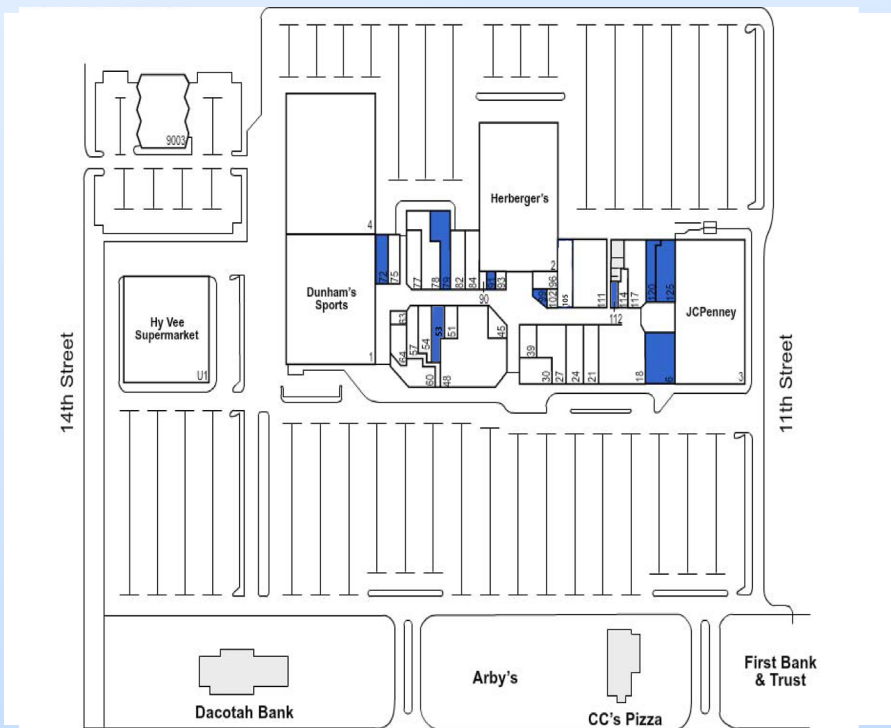 9003
4
Herberger's
2
72
75
77
78
79
82
84
91
93
90
96
99
102
105
111
114
117
112
120
125
Dunham's
Sports
1
JCPenney
3
Hy Vee
Supermarket
U1
63
64
57
54
53
51
45
60
48
39
30
27
24
21
18
6
14th Street
11th Street
Dacotah Bank
Arby's
CC's Pizza
First Bank
& Trust